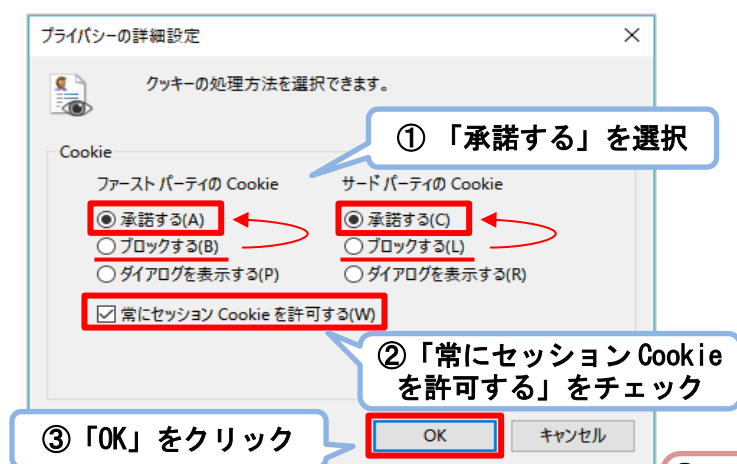 プライバシーの詳細設定
クッキーの処理方法を選択できます。
① 「承諾する」を選択
Cookie
ファースト パーティの Cookie
サード パーティの Cookie
承諾する(A)
承諾する(C)
ブロックする(B)
ブロックする(L)
ダイアログを表示する(P)
ダイアログを表示する(R)
常にセッション Cookie を許可する(W)
②「常にセッション Cookie
を許可する」をチェック
③「OK」をクリック
OK
キャンセル